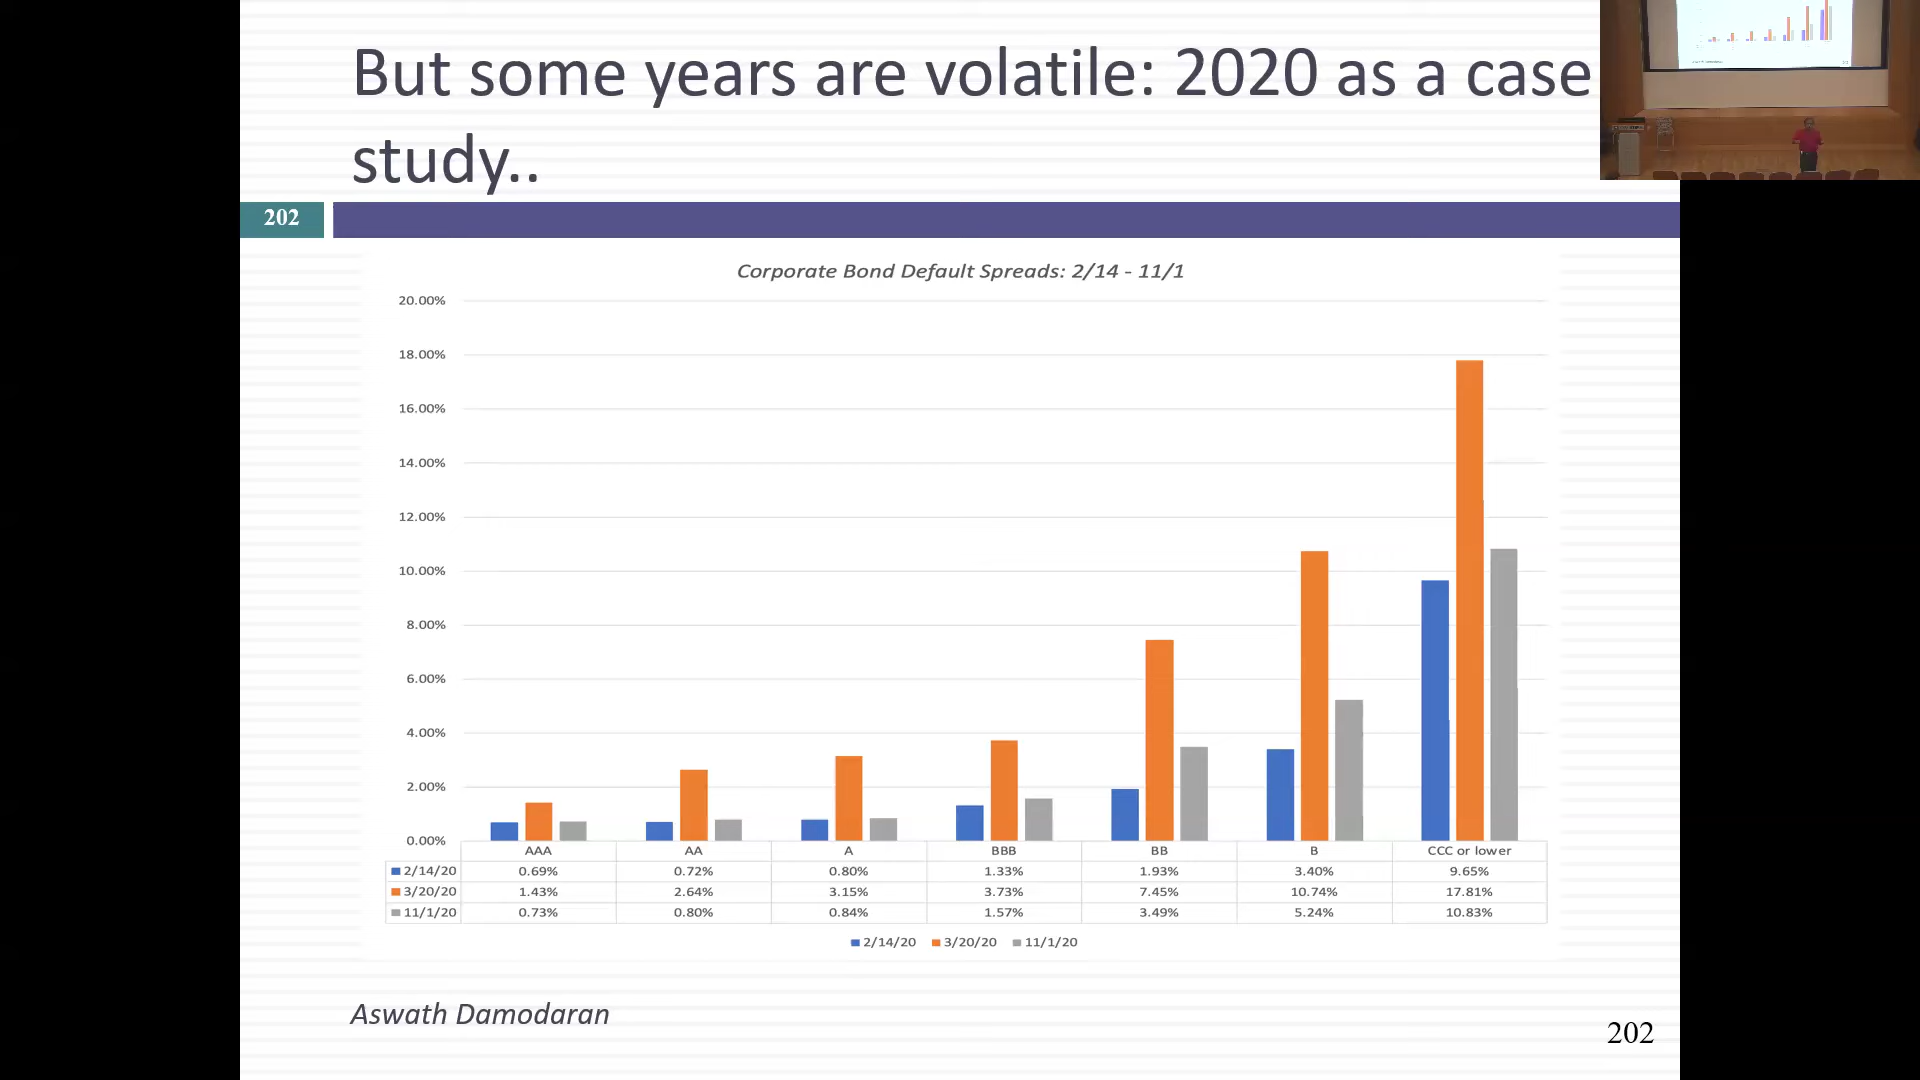 But some years are volatile: 2020 as a case
study..
202
Corporate Bond Default Spreads: 2/14 - 11/1
20.00%
18.00%
16.00%
14.00%
12.00%
10.00%
8.00%
6.00%
4.00%
2.00%
0.00%
AAA AA A BBB BB B CCC or lower
2/14/20 0.69% 0.72% 0.80% 1.33% 1.93% 3.40% 9.65%
3/20/20 1.43% 2.64% 3.15% 3.73% 7.45% 10.74% 17.81%
11/1/20 0.73% 0.80% 0.84% 1.57% 3.49% 5.24% 10.83%
2/14/20 3/20/20 11/1/20
Aswath Damodaran
202